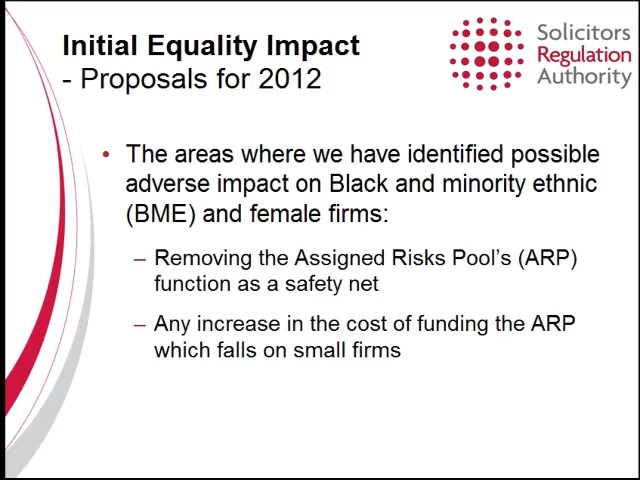 Initial Equality Impact
- Proposals for 2012
Solicitors
Regulation
Authority
• The areas where we have identified possible
adverse impact on Black and minority ethnic
(BME) and female firms:
– Removing the Assigned Risks Pool's (ARP)
function as a safety net
– Any increase in the cost of funding the ARP
which falls on small firms